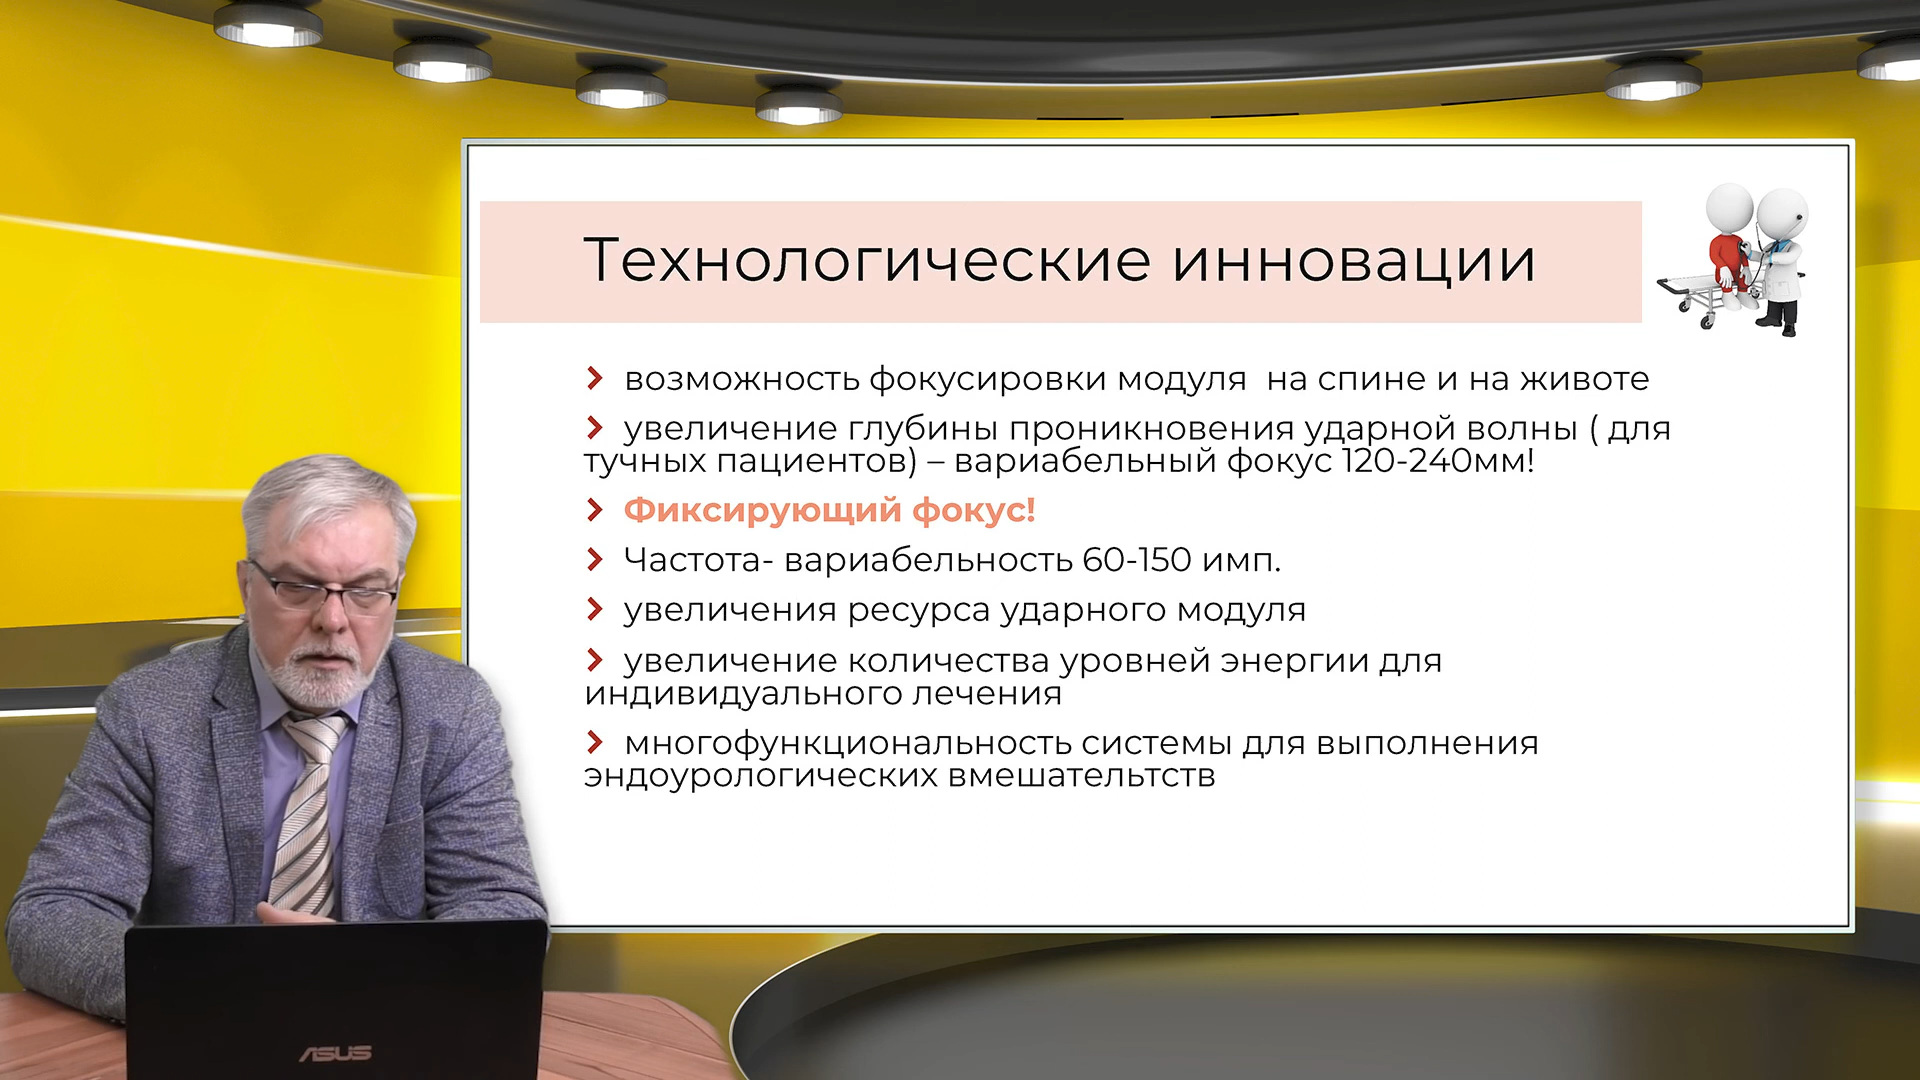 Технологические инновации
возможность фокусировки модуля на спине и на животе
увеличение глубины проникновения ударной волны ( для
тучных пациентов) – вариабельный фокус 120-240мм!
Фиксирующий фокус!
Частота- вариабельность 60-150 имп.
увеличения ресурса ударного модуля
увеличение количества уровней энергии для
индивидуального лечения
многофункциональность системы для выполнения
эндоурологических вмешательтств
ASUS